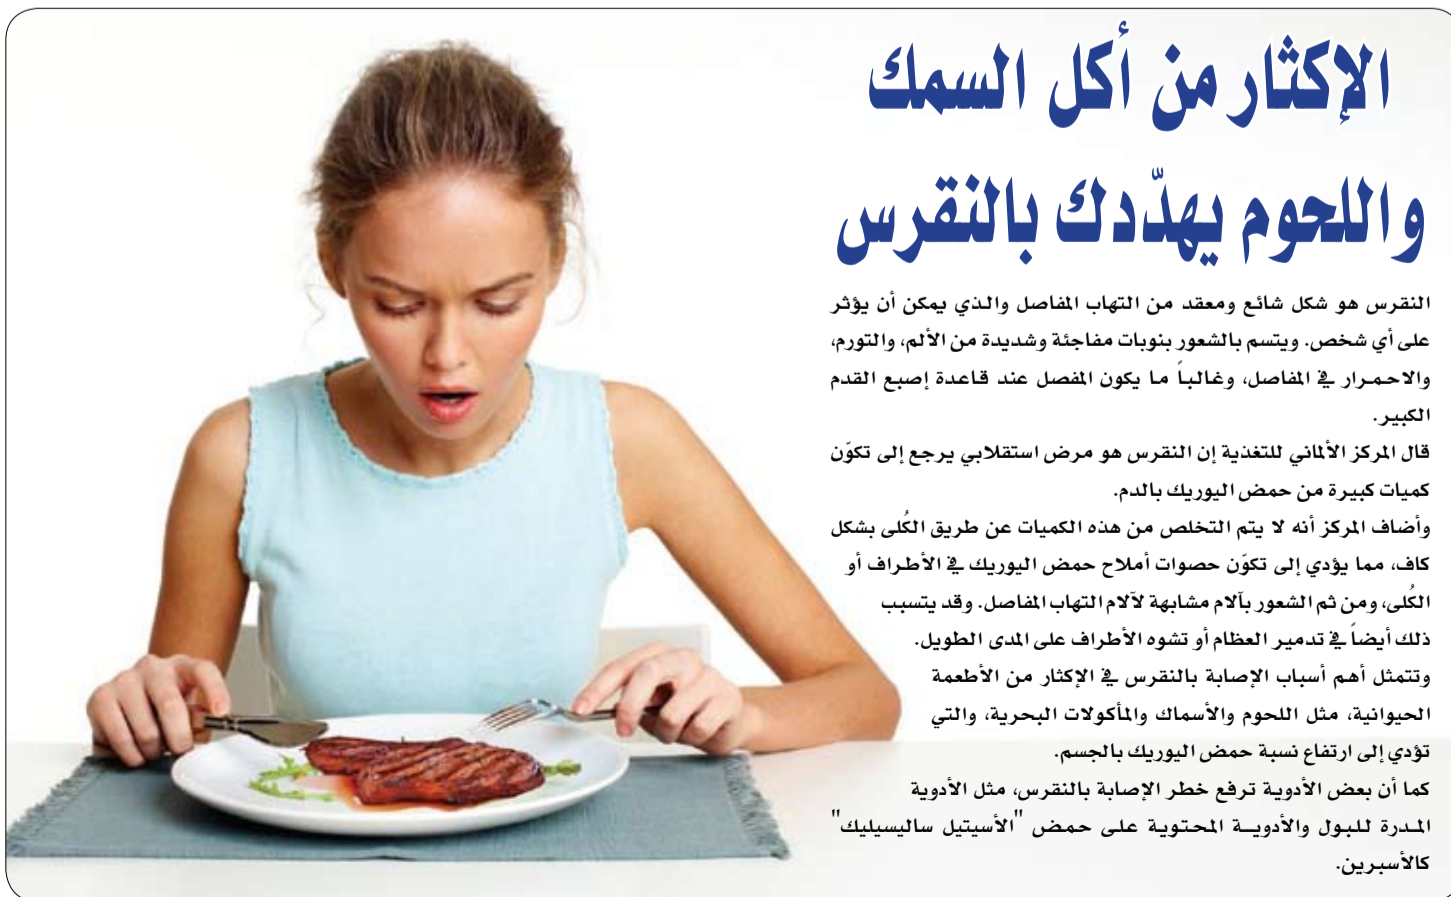 الإكثار من أكل السمك
واللحوم يهدّدك بالنقرس
النقرس هو شكل شائع ومعقد من التهاب المفاصل والذي يمكن أن يؤثر
على أي شخص. ويتسم بالشعور بنوبات مفاجئة وشديدة من الألم، والتورم،
والاحمرار في المفاصل، وغالباً ما يكون المفصل عند قاعدة إصبع القدم
الكبير.
قال المركز الألماني للتغذية إن النقرس هو مرض استقلابي يرجع إلى تكوّن
كميات كبيرة من حمض اليوريك بالدم.
وأضاف المركز أنه لا يتم التخلص من هذه الكميات عن طريق الكُلى بشكل
كاف، مما يؤدي إلى تكوّن حصوات أملاح حمض اليوريك في الأطراف أو
الكُلى، ومن ثم الشعور بآلام مشابهة لآلام التهاب المفاصل. وقد يتسبب
ذلك أيضاً في تدمير العظام أو تشوه الأطراف على المدى الطويل.
وتتمثل أهم أسباب الإصابة بالنقرس في الإكثار من الأطعمة
الحيوانية، مثل اللحوم والأسماك والمأكولات البحرية، والتي
تؤدي إلى ارتفاع نسبة حمض اليوريك بالجسم.
كما أن بعض الأدوية ترفع خطر الإصابة بالنقرس، مثل الأدوية
المدرة للبول والأدوية المحتوية على حمض "الأسيتيل ساليسيليك"
كالأسبرين.